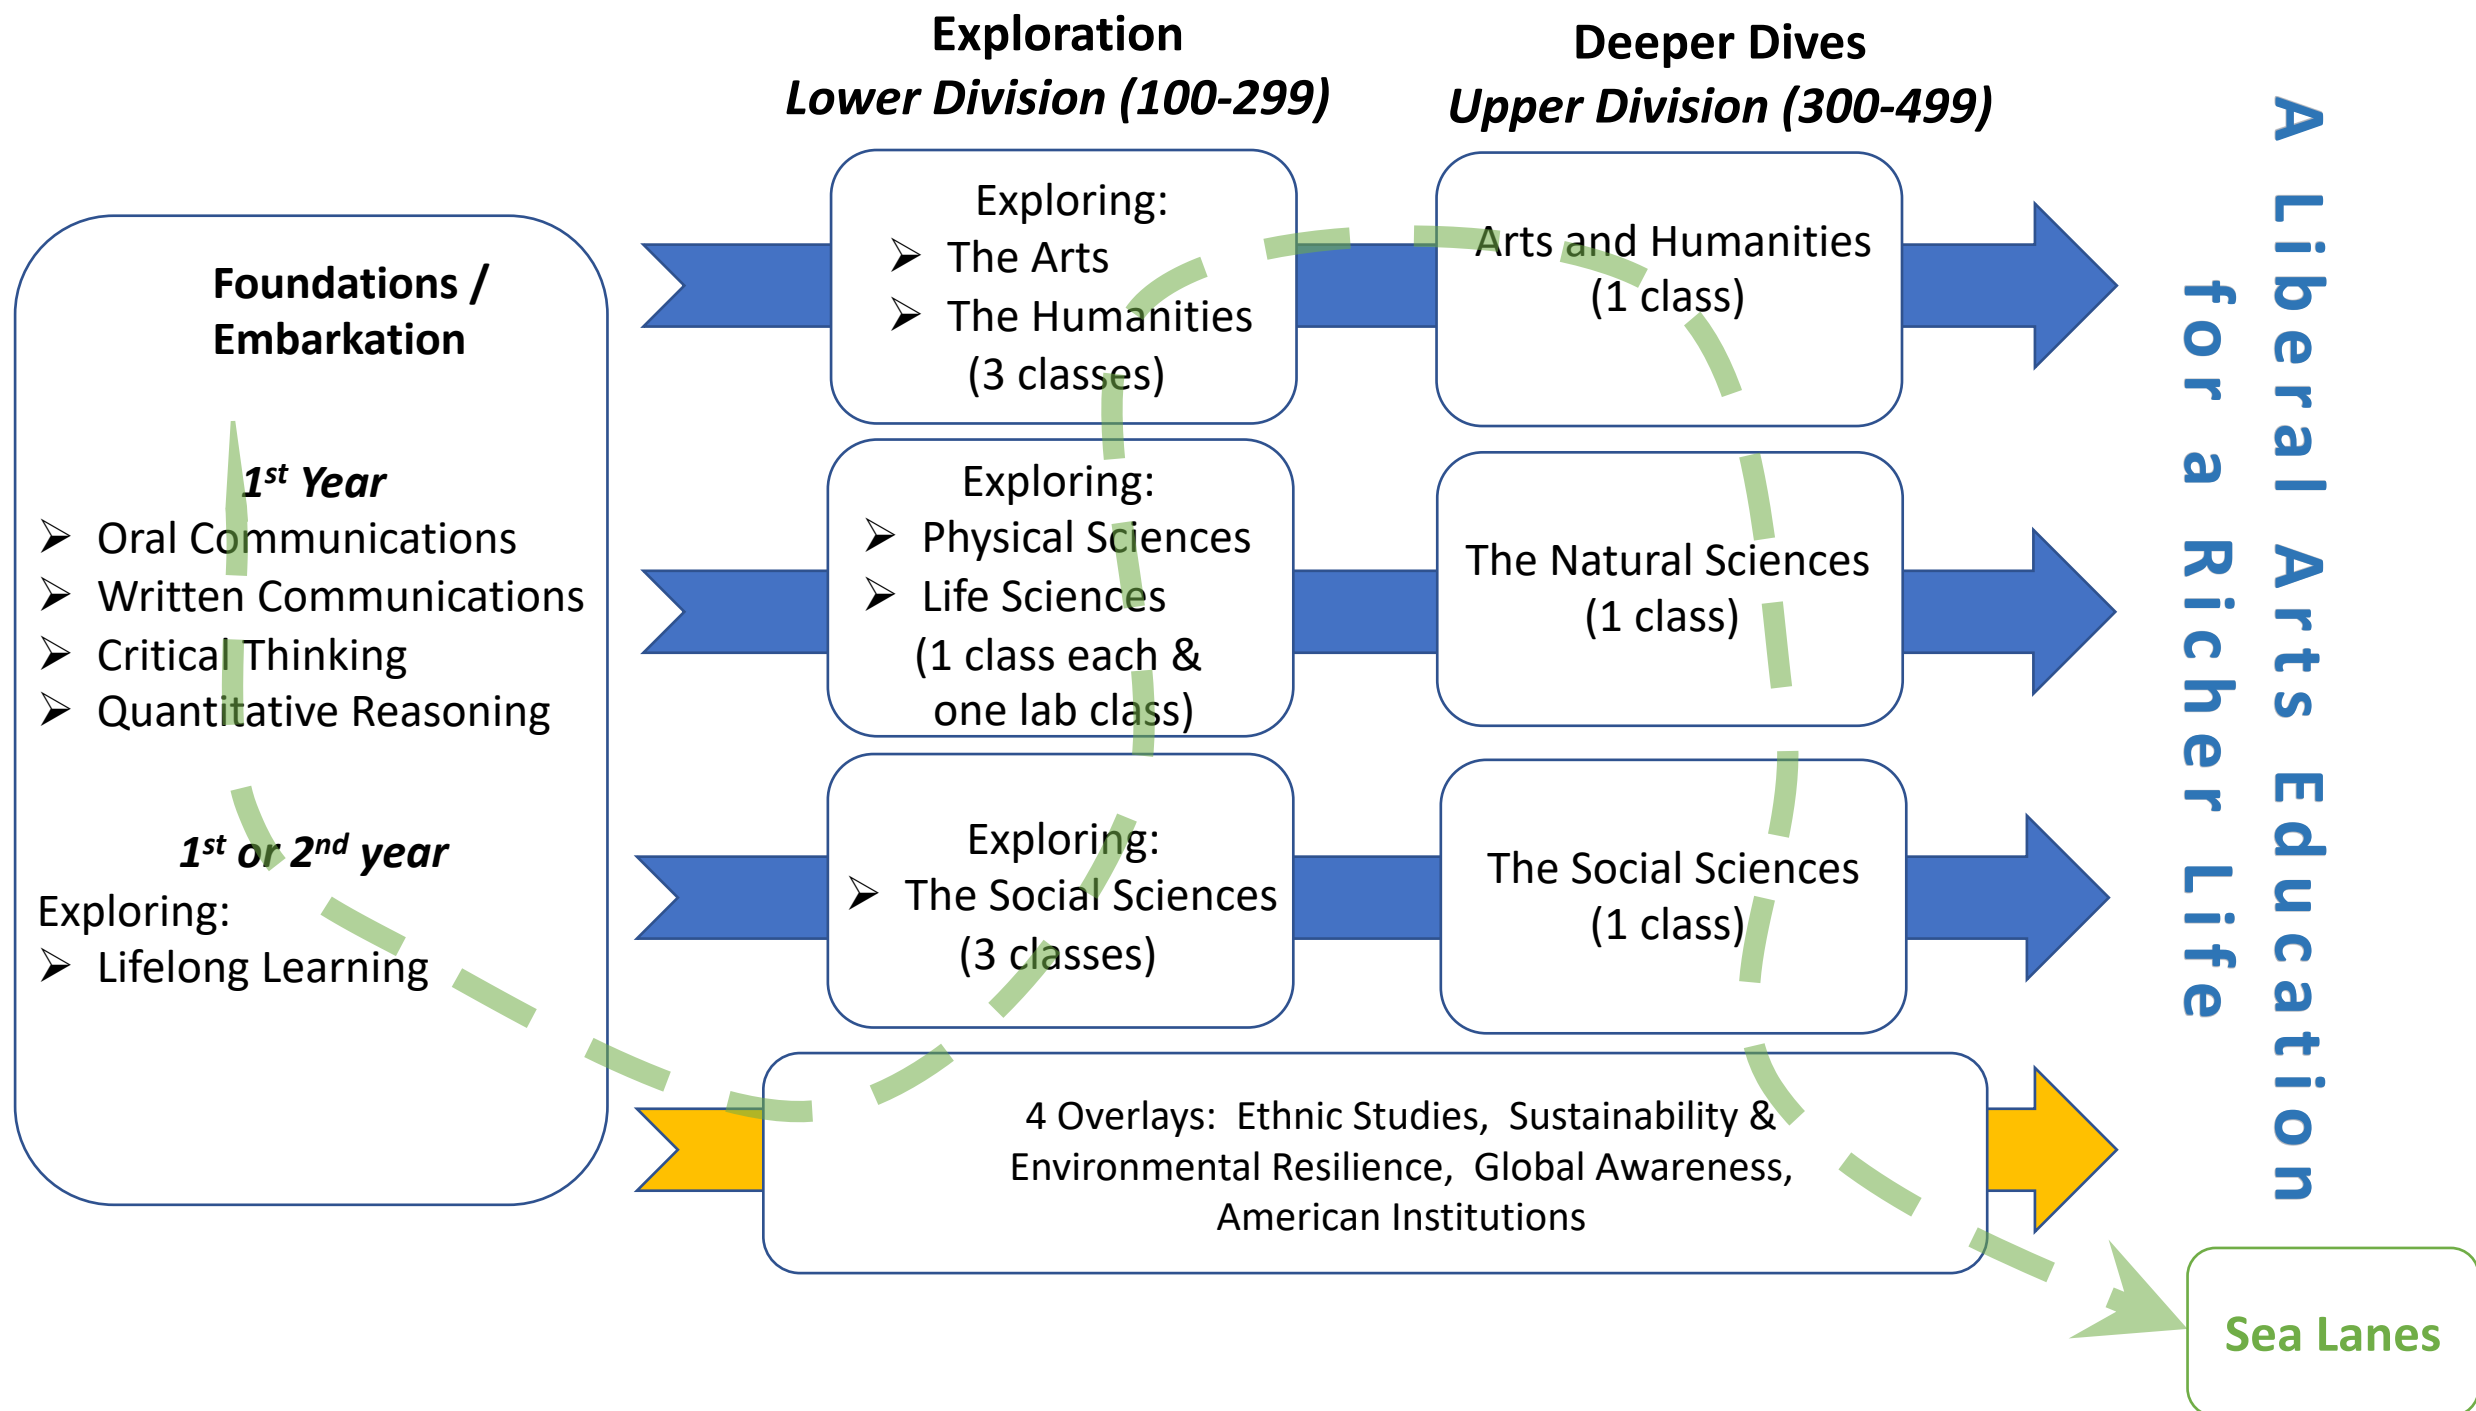 Exploration
Lower Division (100-299)
Deeper Dives
Upper Division (300-499)
Foundations /
Embarkation
1st Year
➢ Oral Communications
➢ Written Communications
➢ Critical Thinking
➢ Quantitative Reasoning
1st or 2nd year
Exploring:
➢ Lifelong Learning
Exploring:
➢ The Arts
➢ The Humanities
(3 classes)
Arts and Humanities
(1 class)
Exploring:
➢ Physical Sciences
➢ Life Sciences
(1 class each &
one lab class)
The Natural Sciences
(1 class)
Exploring:
➢ The Social Sciences
(3 classes)
The Social Sciences
(1 class)
4 Overlays: Ethnic Studies, Sustainability &
Environmental Resilience, Global Awareness,
American Institutions
A Liberal Arts Education
for a Richer Life
Sea Lanes